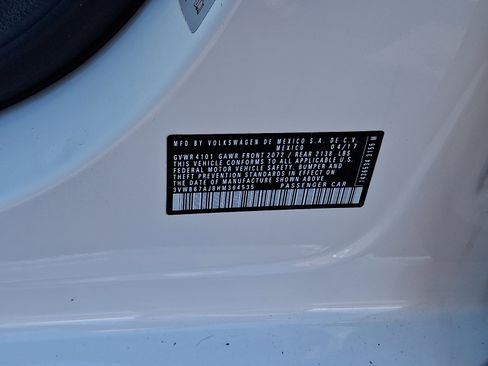 MFD BY VOLKSWAGEN DE MEXICO S.A. DE C.V.
MEXICO 04/17
GVWR 4101 GAWR FRONT 2072 / REAR 2138 LBS
THIS VEHICLE CONFORMS TO ALL APPLICABLE U.S.
FEDERAL MOTOR VEHICLE SAFETY, BUMPER AND
THEFT PREVENTION STANDARDS IN EFFECT ON
THE DATE OF MANUFACTURE SHOWN ABOVE
3VWB67AJ8HM364535 PASSENGER CAR